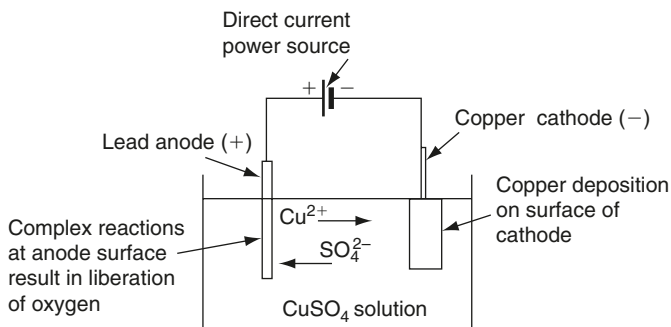 Direct current
power source
+ −
Lead anode (+)
Copper cathode (−)
Complex reactions
at anode surface
result in liberation
of oxygen
Cu²⁺
SO₄²⁻
Copper deposition
on surface of
cathode
CuSO₄ solution